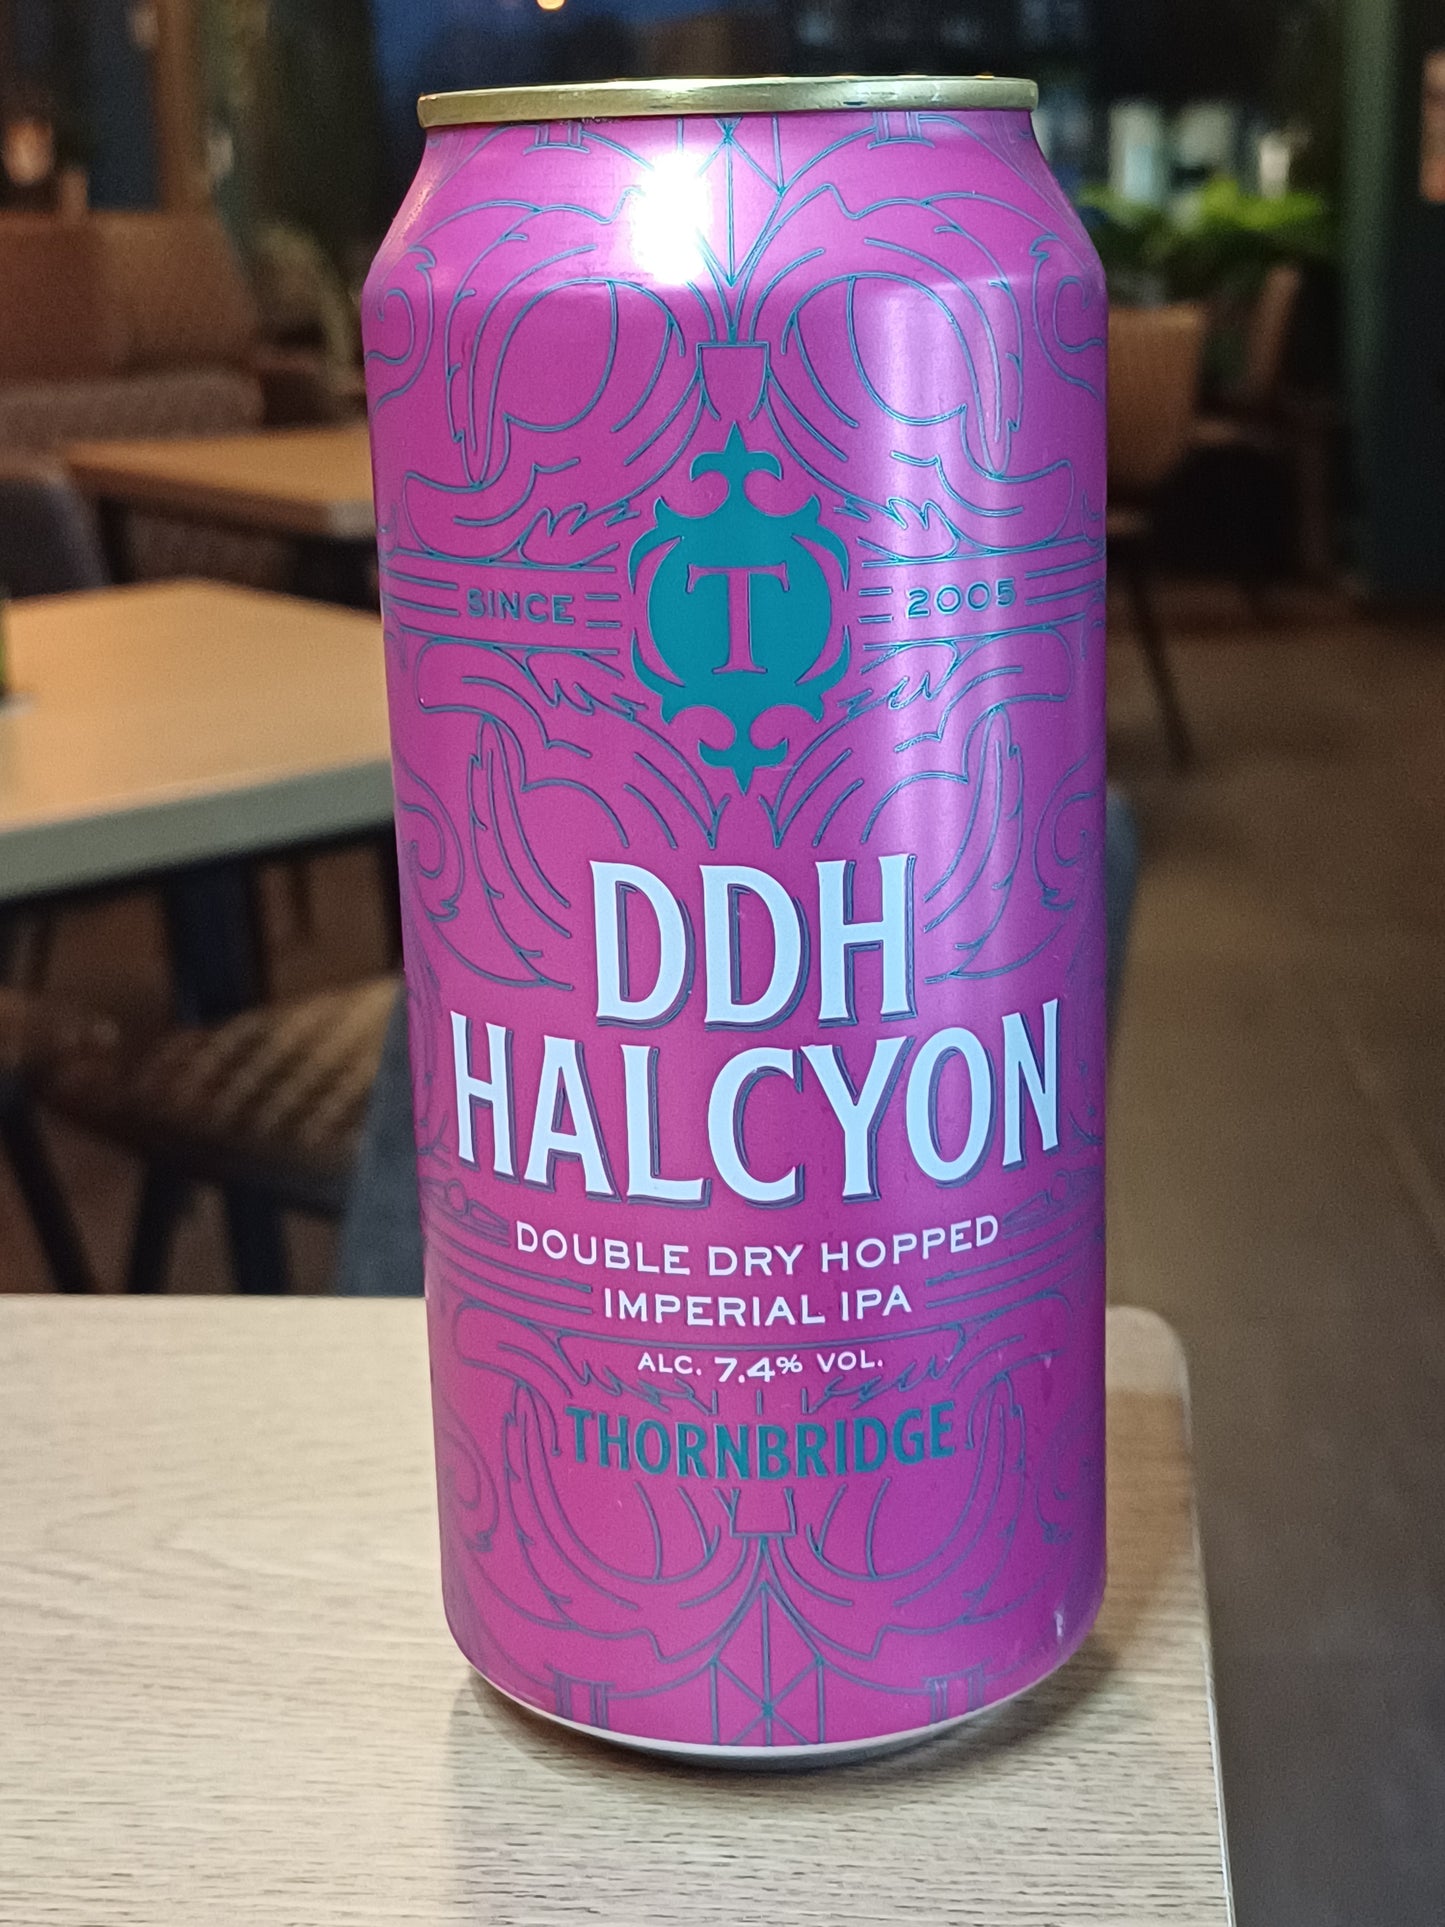 SINCE T 2005
DDH
HALCYON
DOUBLE DRY HOPPED
IMPERIAL IPA
ALC. 7.4% VOL.
THORNBRIDGE